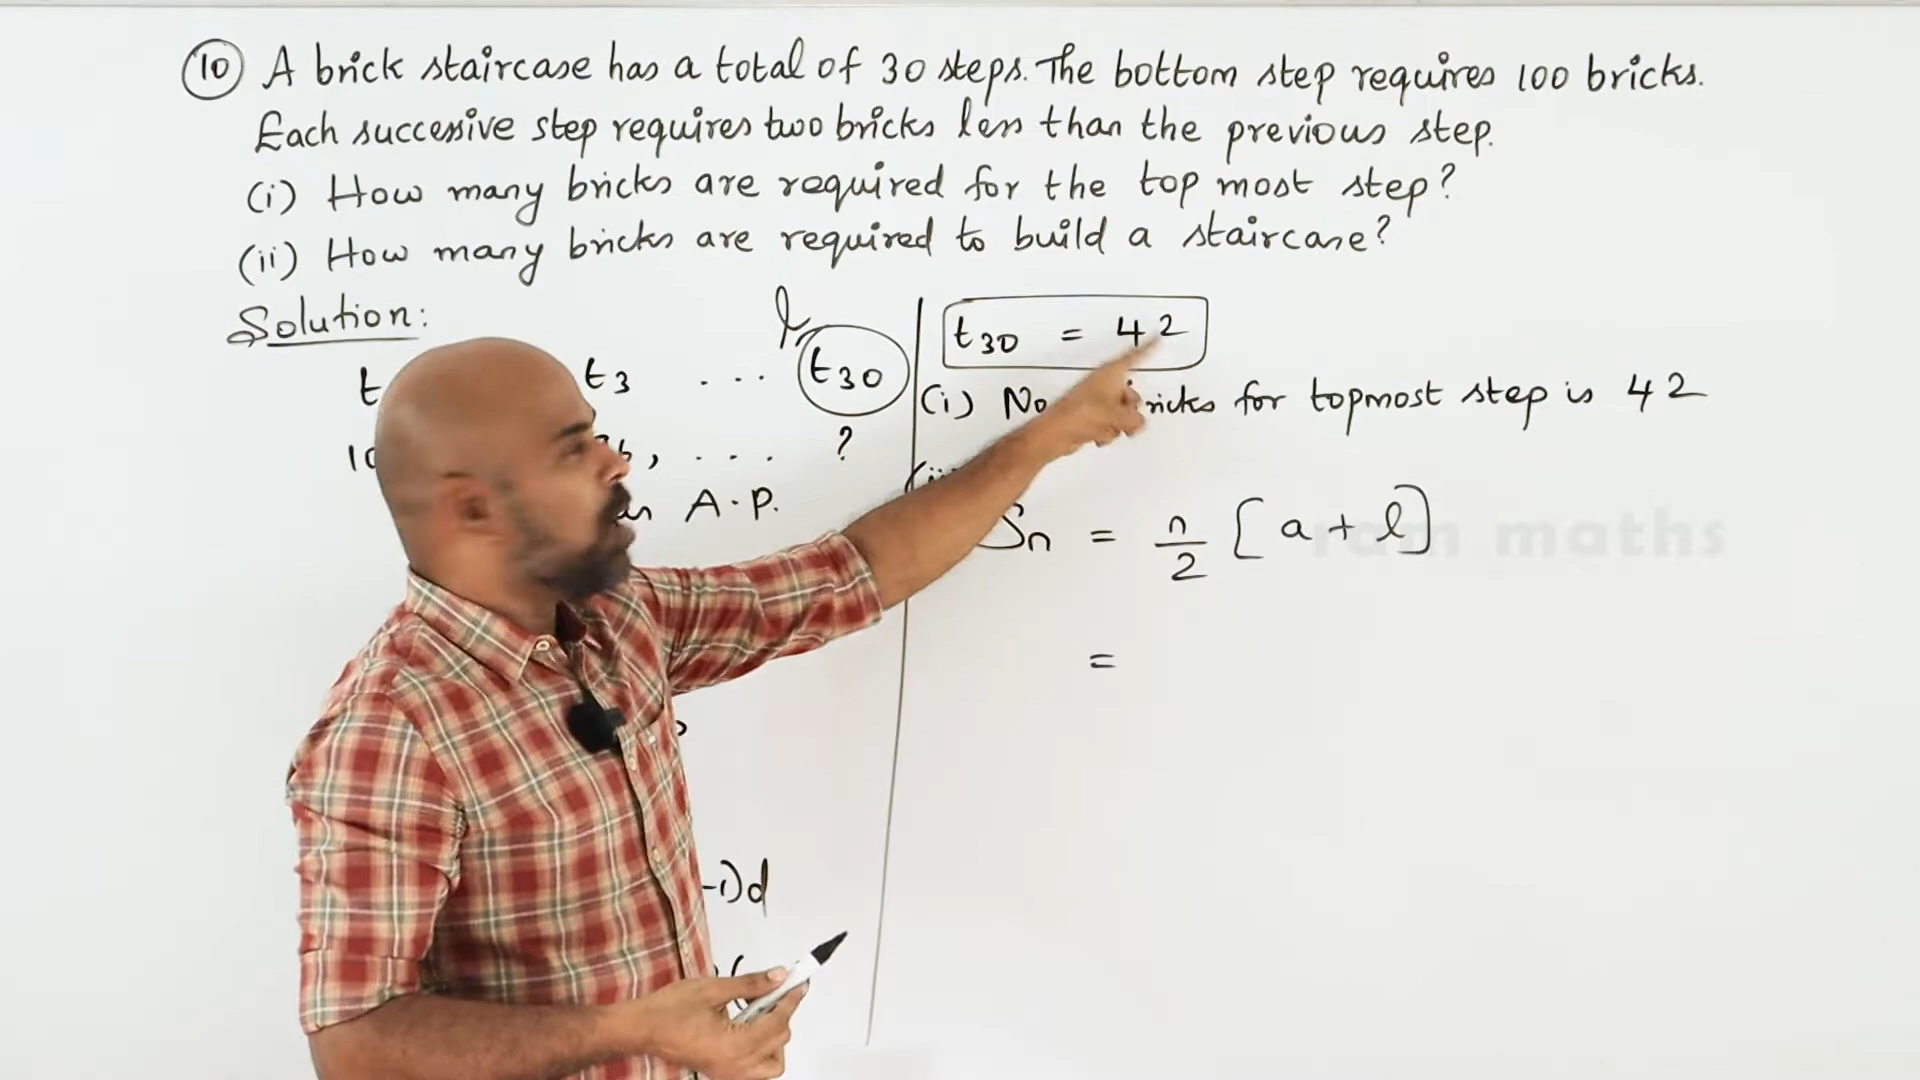 10 A brick staircase has a total of 30 steps. The bottom step requires 100 bricks.
Each successive step requires two bricks less than the previous step.
(i) How many bricks are required for the top most step?
(ii) How many bricks are required to build a staircase?
Solution:
t t3 ... t30
l
, ... ?
A.P.
-1)d
t30 = 42
(i) No for topmost step is 42
Sn = n/2 [a + l]
=
ram maths